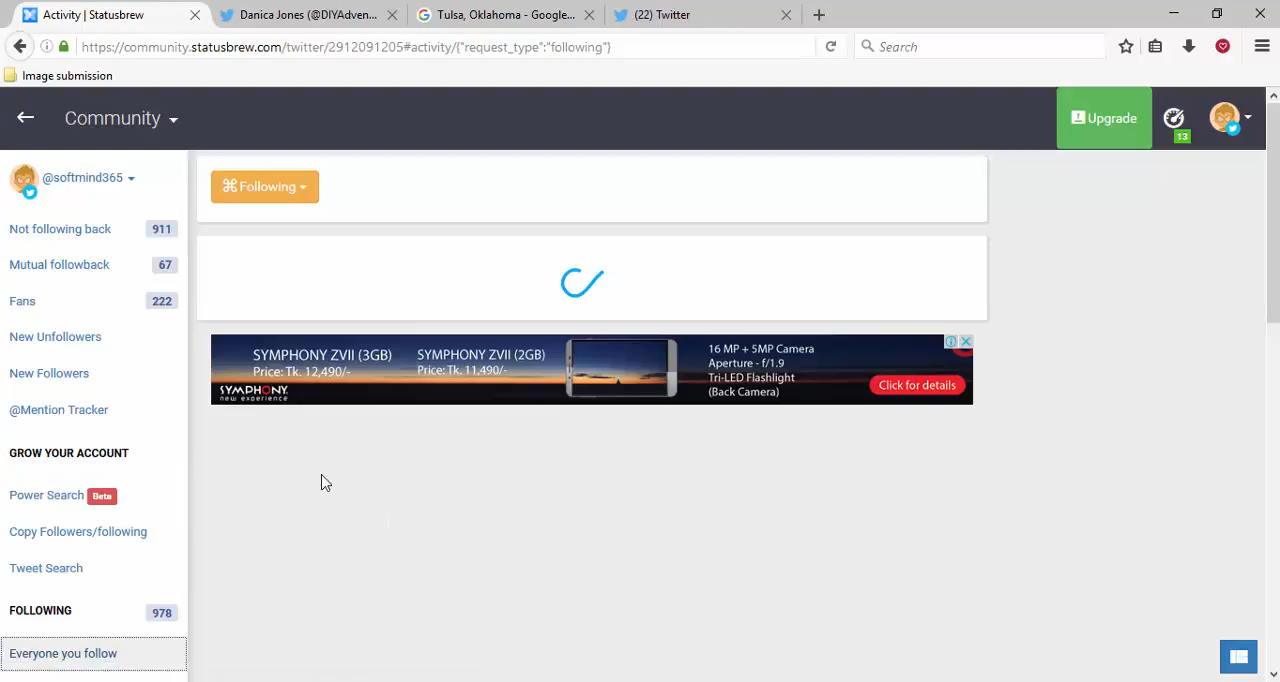 Activity | Statusbrew
Danica Jones (@DIYAdven...
Tulsa, Oklahoma - Google...
(22) Twitter
https://community.statusbrew.com/twitter/2912091205#activity/{"request_type":"following"}
Search
Image submission
Community
Upgrade
13
@softmind365
Following
Not following back 911
Mutual followback 67
Fans 222
New Unfollowers
New Followers
@Mention Tracker
GROW YOUR ACCOUNT
Power Search Beta
Copy Followers/following
Tweet Search
FOLLOWING 978
Everyone you follow
SYMPHONY ZVII (3GB)
Price: Tk. 12,490/-
SYMPHONY ZVII (2GB)
Price: Tk. 11,490/-
SYMPHONY
new experience
16 MP + 5MP Camera
Aperture - f/1.9
Tri-LED Flashlight
(Back Camera)
Click for details